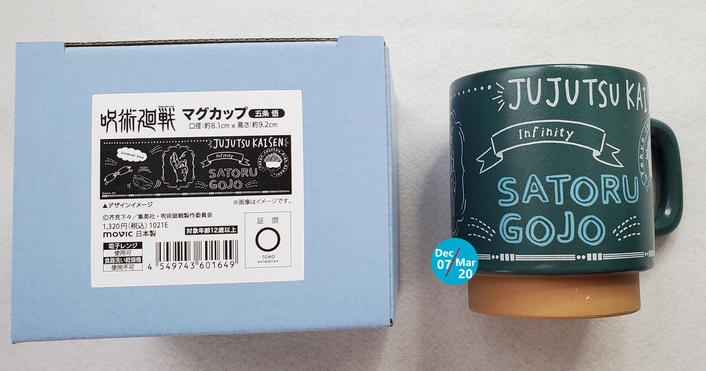 呪術廻戦
マグカップ 五条 悟
口径:約8.1cm x 高さ:約9.2cm
JUJUTSU KAISEN
Infinity
SATORU
GOJO
▲デザインイメージ
※画像はイメージです。
©芥見下々／集英社・呪術廻戦製作委員会
1,320円(税込) 1021E
movic 日本製
対象年齢12歳以上
電子レンジ
使用可
食器洗い乾燥機
使用不可
4 549743 601649
証票
TOHO
animation
JUJUTSU KAI
Infinity
SATORU
GOJO
Dec
07
Mar
20